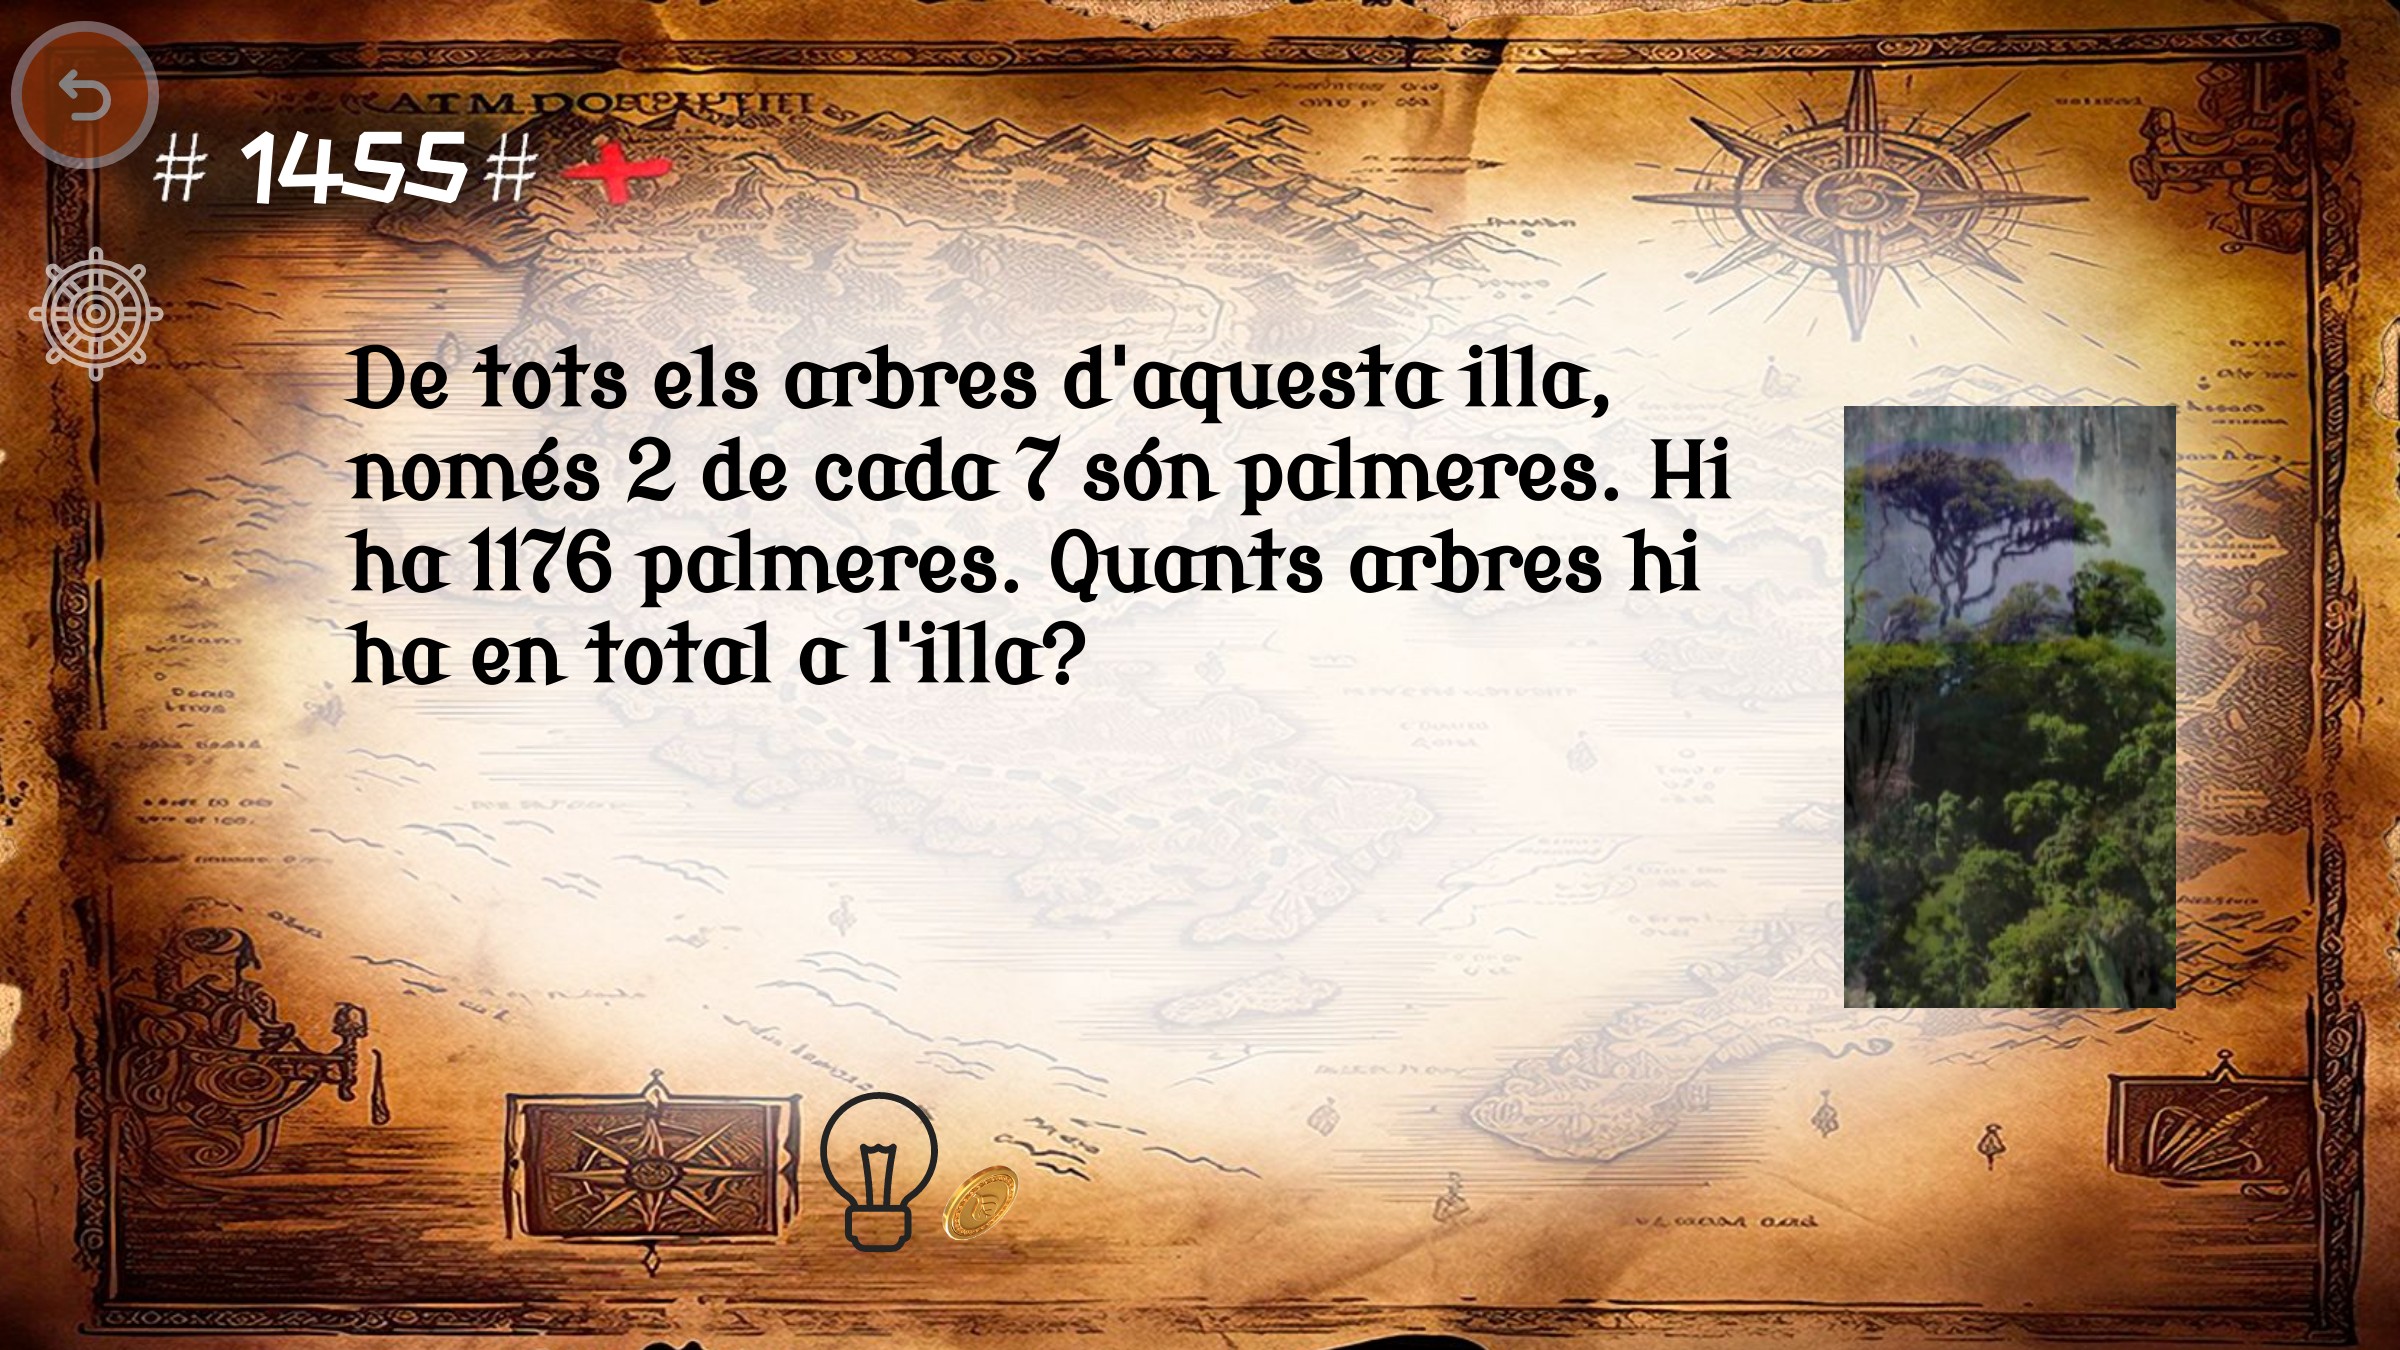 # 1455 #
De tots els arbres d'aquesta illa,
només 2 de cada 7 són palmeres. Hi
ha 1176 palmeres. Quants arbres hi
ha en total a l'illa?